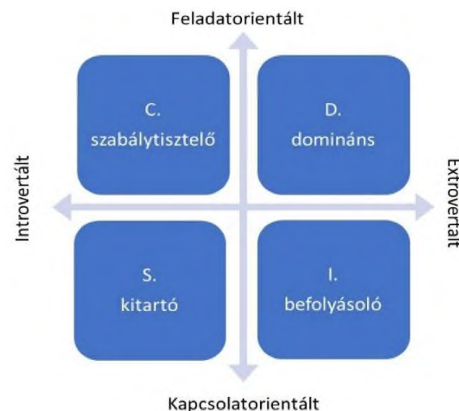 Feladatorientált
C.
szabálytisztelő
D.
domináns
Introvertált
Extrovertált
S.
kitartó
I.
befolyásoló
Kapcsolatorientált